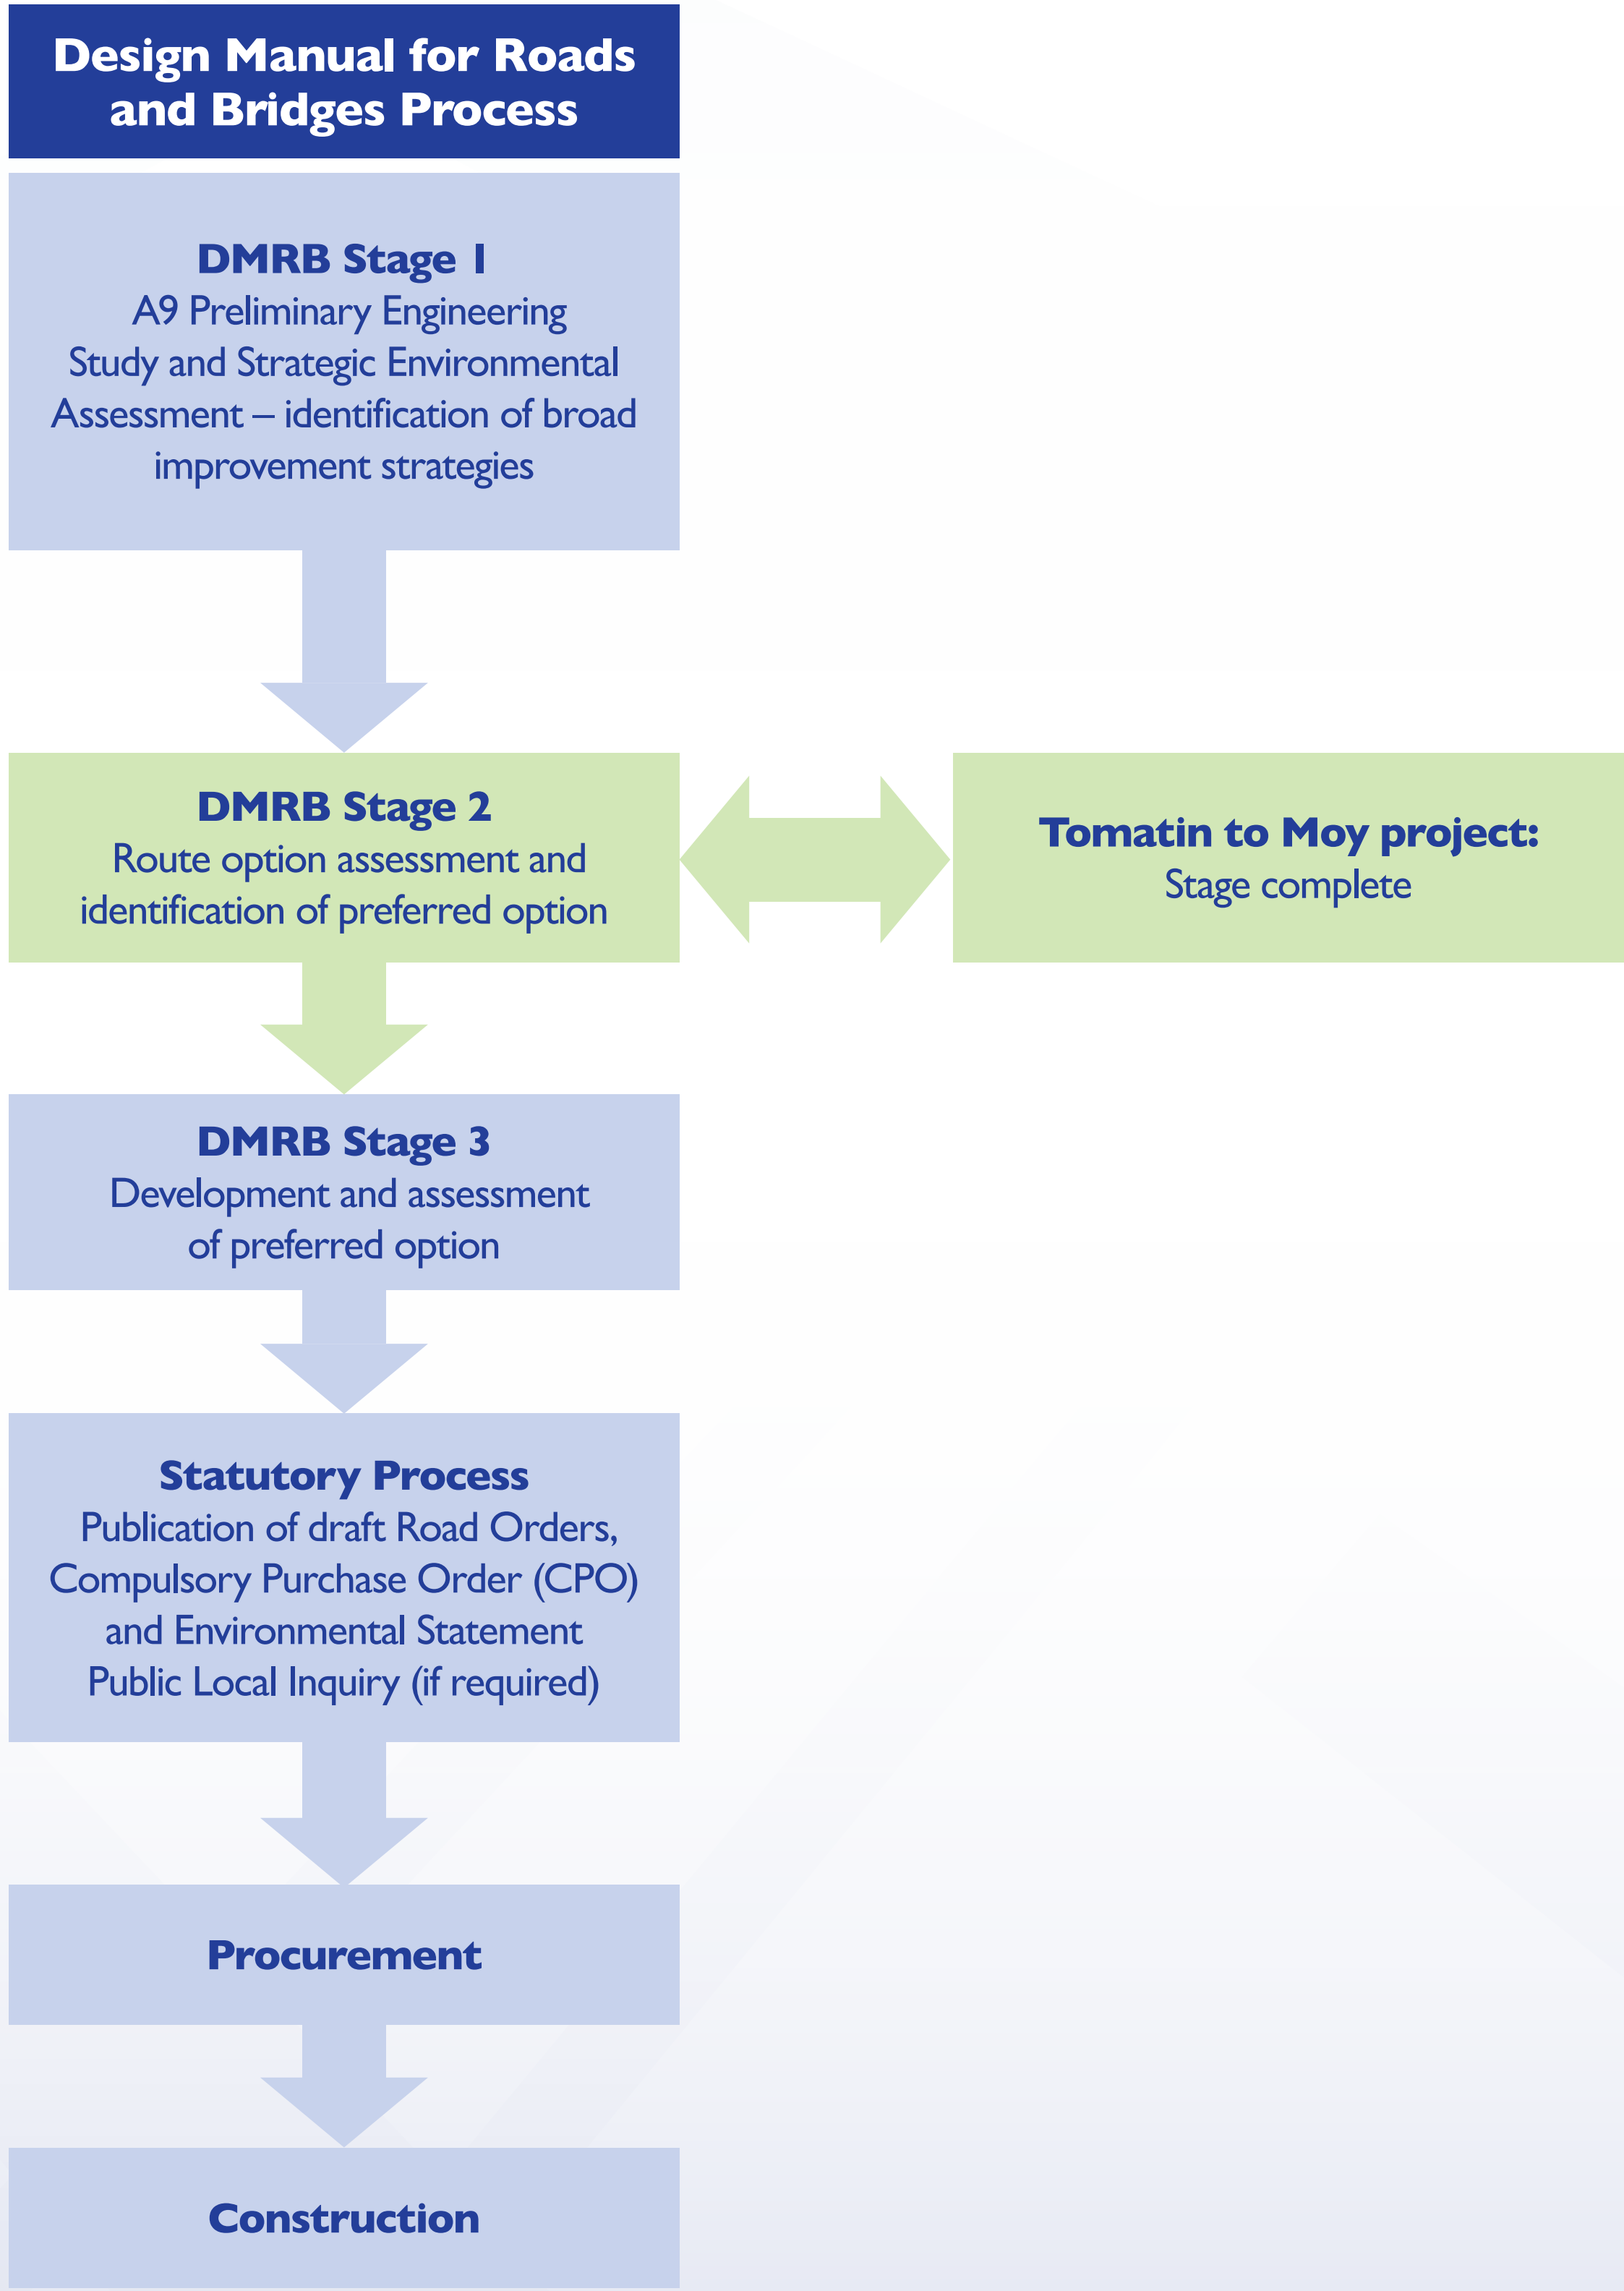 Design Manual for Roads
and Bridges Process
DMRB Stage 1
A9 Preliminary Engineering
Study and Strategic Environmental
Assessment – identification of broad
improvement strategies
DMRB Stage 2
Route option assessment and
identification of preferred option
Tomatin to Moy project:
Stage complete
DMRB Stage 3
Development and assessment
of preferred option
Statutory Process
Publication of draft Road Orders,
Compulsory Purchase Order (CPO)
and Environmental Statement
Public Local Inquiry (if required)
Procurement
Construction